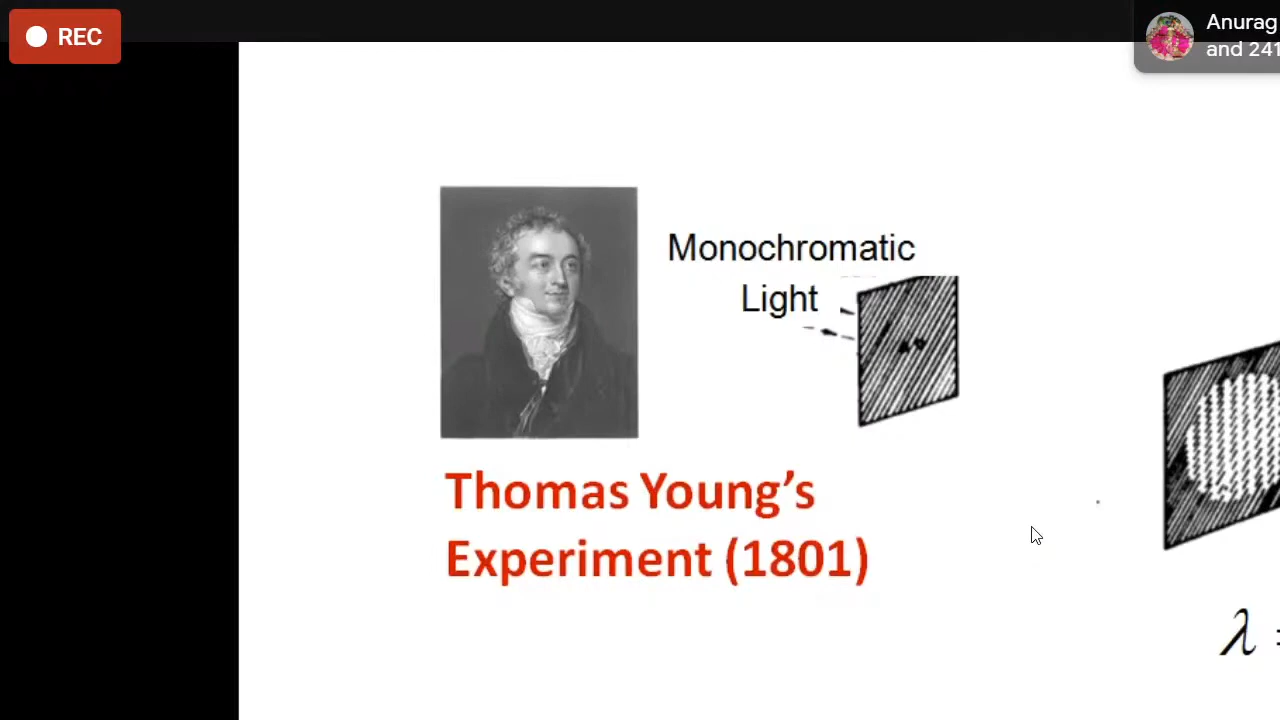 REC
Anurag
and 241
Monochromatic
Light
Thomas Young’s
Experiment (1801)
λ =